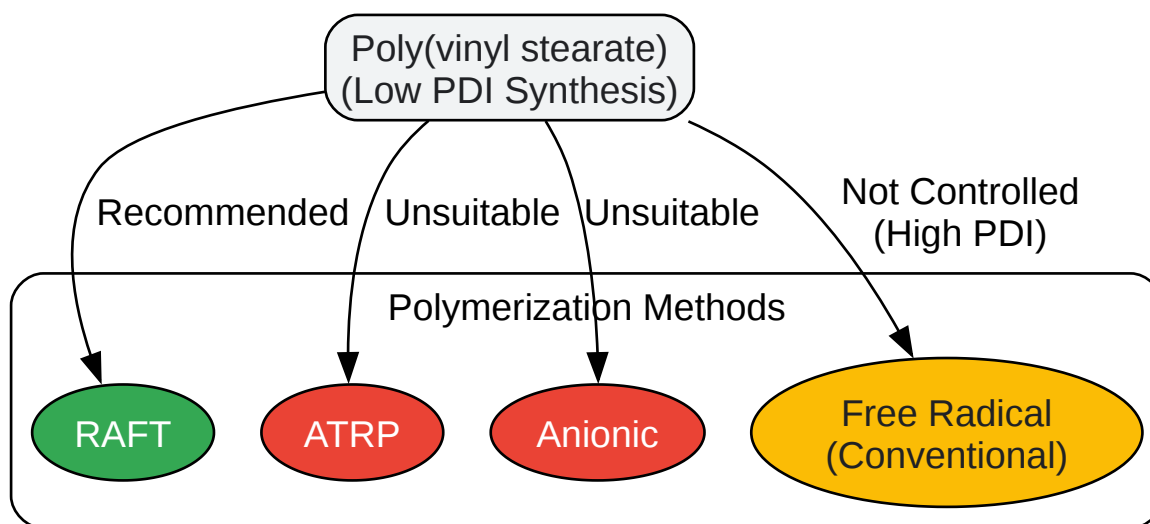 Poly(vinyl stearate)
(Low PDI Synthesis)
Recommended
Unsuitable
Unsuitable
Not Controlled
(High PDI)
Polymerization Methods
RAFT
ATRP
Anionic
Free Radical
(Conventional)